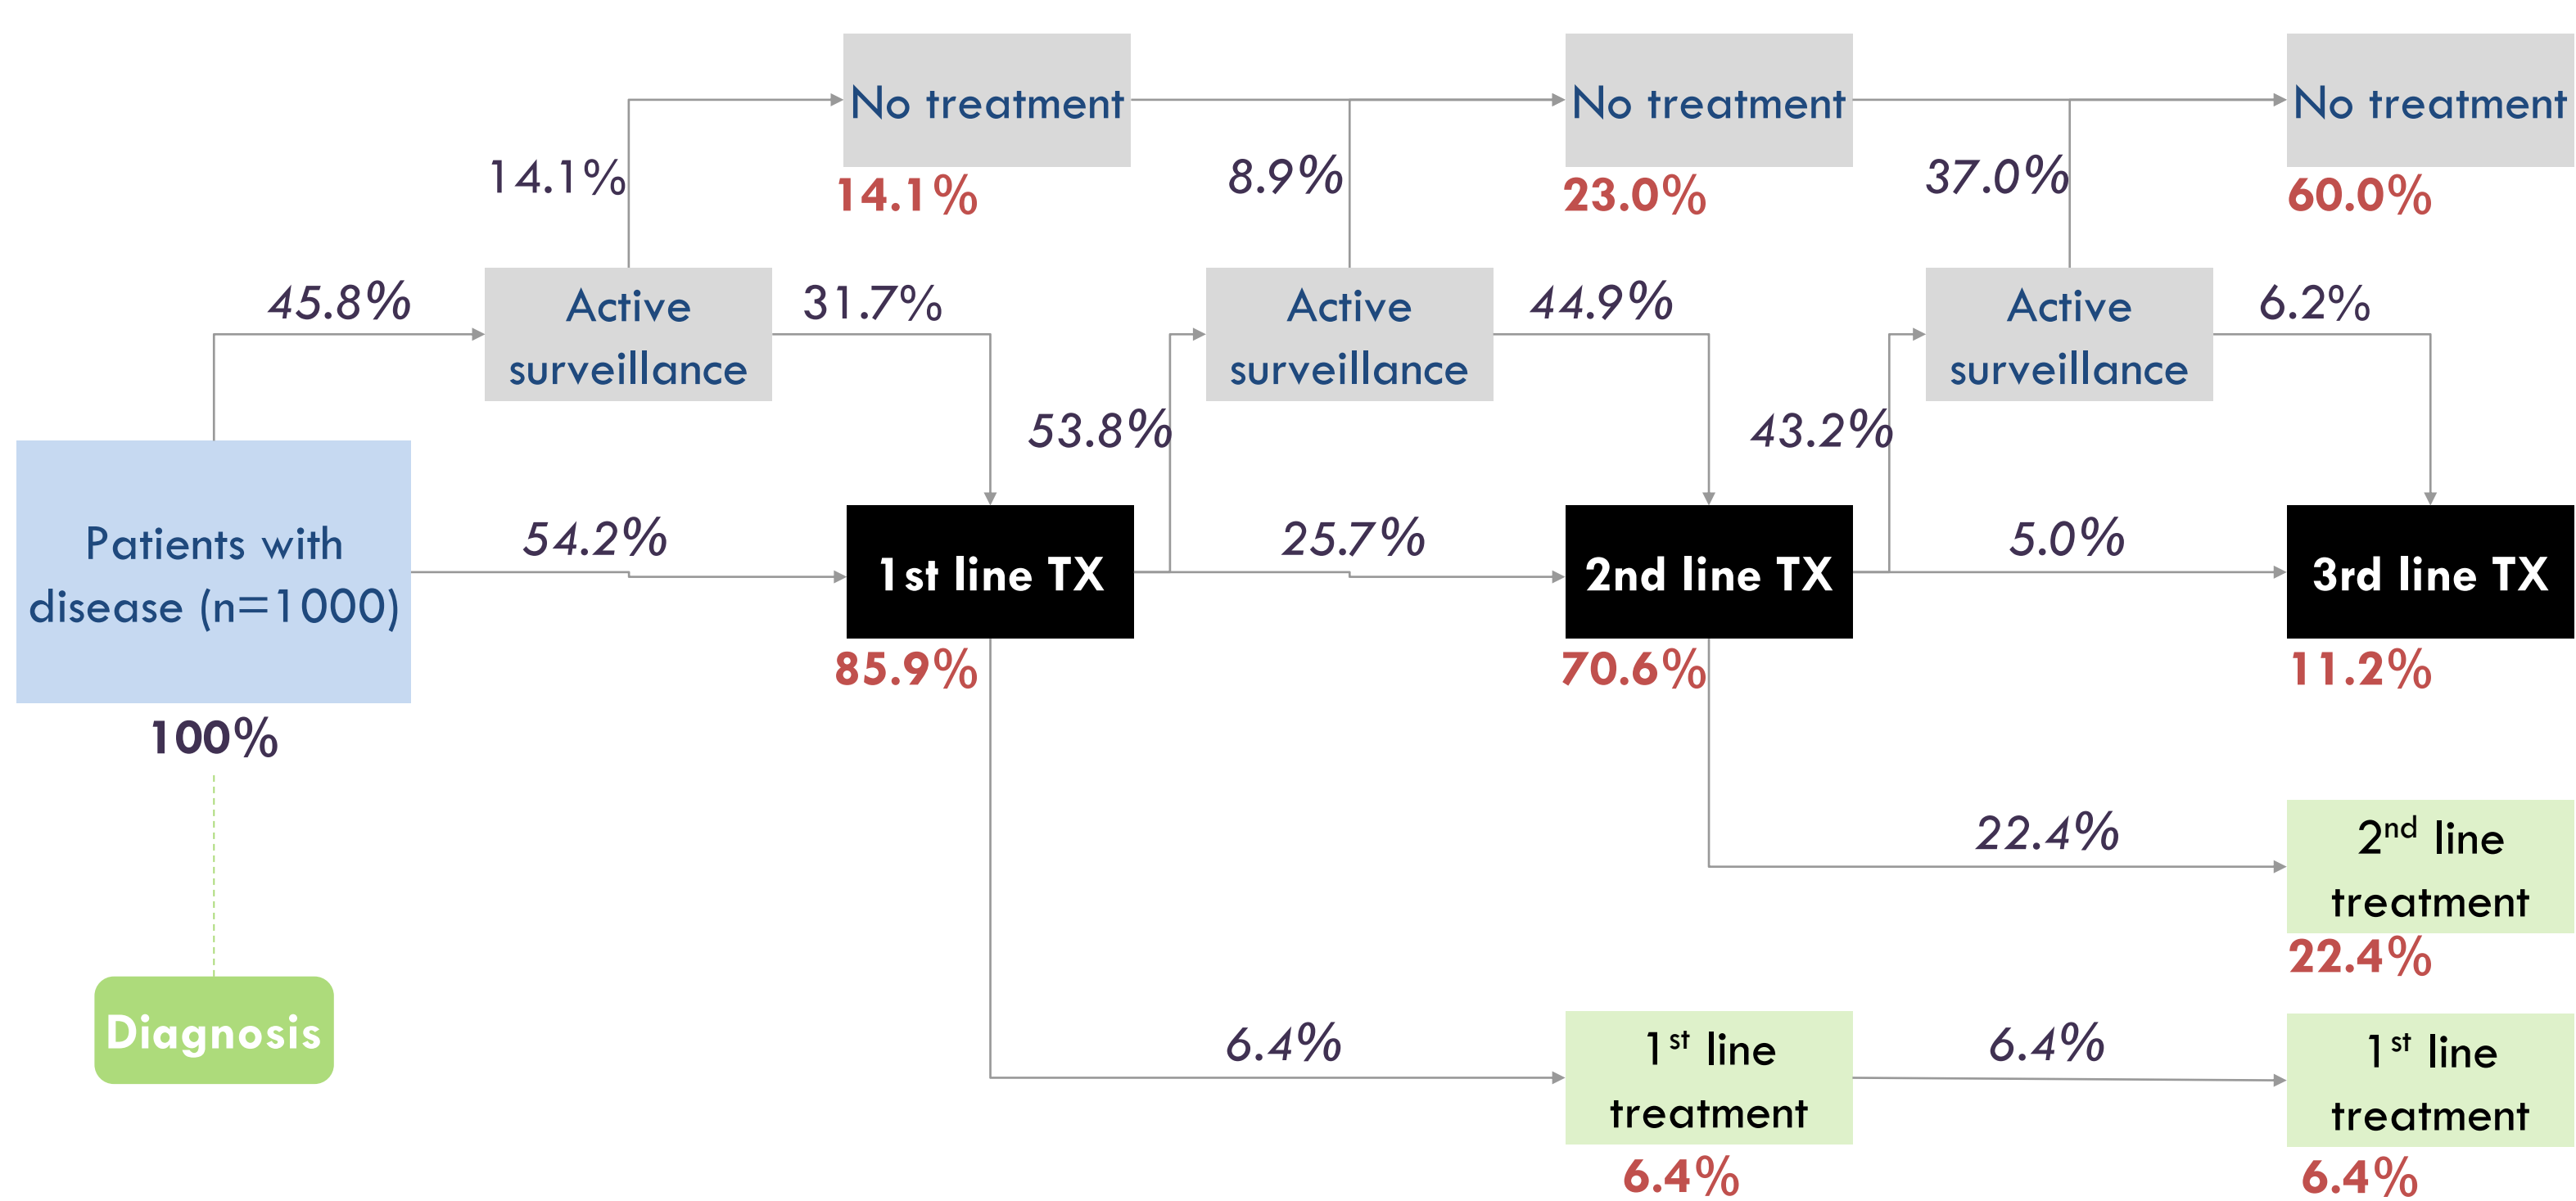 No treatment
No treatment
No treatment
14.1%
8.9%
37.0%
14.1%
23.0%
60.0%
45.8%
Active
surveillance
31.7%
Active
surveillance
44.9%
Active
surveillance
6.2%
53.8%
43.2%
Patients with
disease (n=1000)
54.2%
1st line TX
25.7%
2nd line TX
5.0%
3rd line TX
85.9%
70.6%
11.2%
100%
22.4%
2nd line
treatment
22.4%
Diagnosis
6.4%
1st line
treatment
6.4%
1st line
treatment
6.4%
6.4%